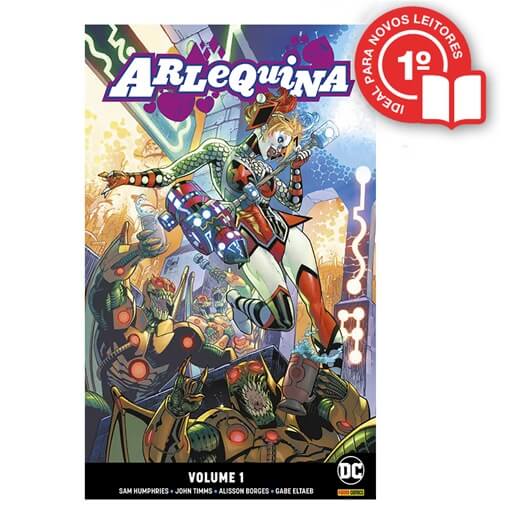 IDEAL PARA NOVOS LEITORES
1º
ARLEQUINA
VOLUME 1
SAM HUMPHRIES • JOHN TIMMS • ALISSON BORGES • GABE ELTAEB
DC
PANINI COMICS